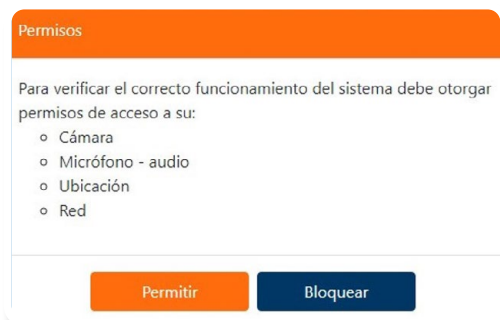 Permisos
Para verificar el correcto funcionamiento del sistema debe otorgar
permisos de acceso a su:
Cámara
Micrófono - audio
Ubicación
Red
Permitir
Bloquear